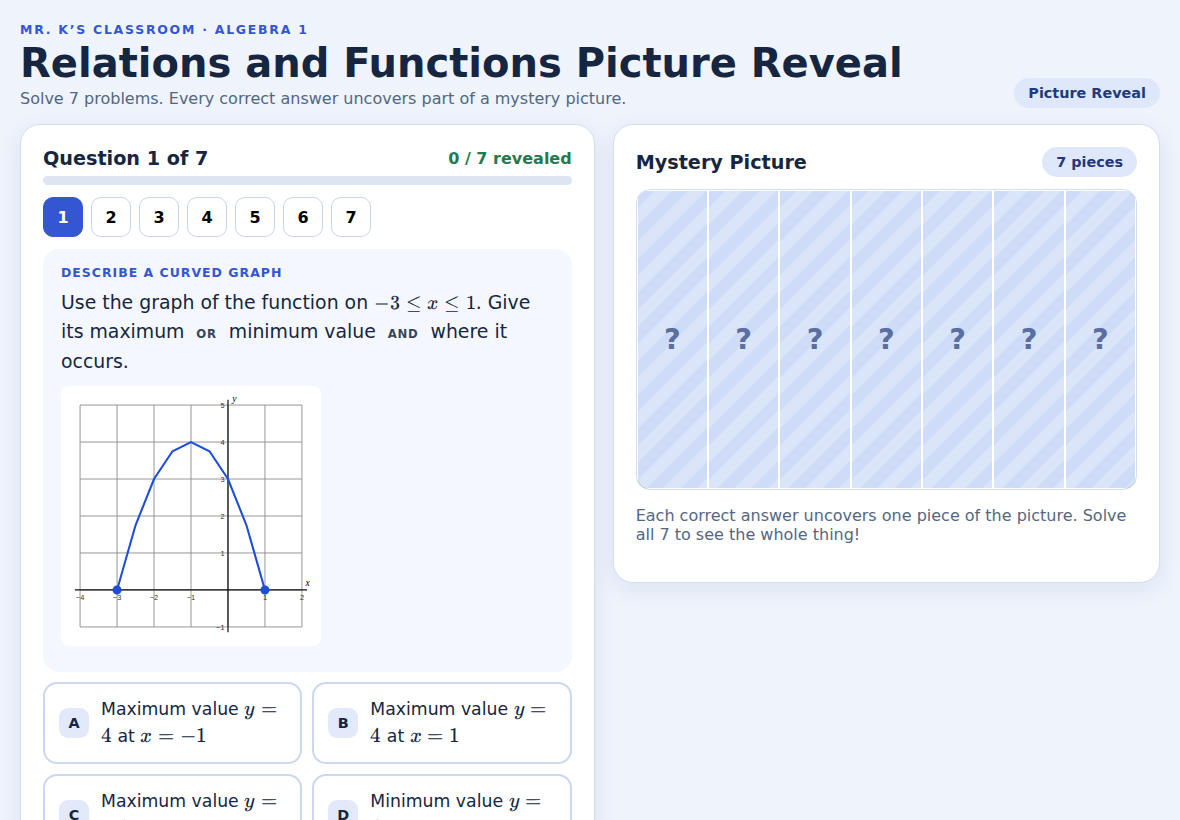 MR. K’S CLASSROOM · ALGEBRA 1
Relations and Functions Picture Reveal
Solve 7 problems. Every correct answer uncovers part of a mystery picture.
Picture Reveal
Question 1 of 7
0 / 7 revealed
1 2 3 4 5 6 7
DESCRIBE A CURVED GRAPH
Use the graph of the function on −3 ≤ x ≤ 1. Give
its maximum OR minimum value AND where it
occurs.
y
5
4
3
2
1
x
−4 −3 −2 −1 1 2
−1
A
Maximum value y =
4 at x = −1
B
Maximum value y =
4 at x = 1
C
Maximum value y =
D
Minimum value y =
Mystery Picture
7 pieces
? ? ? ? ? ? ?
Each correct answer uncovers one piece of the picture. Solve
all 7 to see the whole thing!